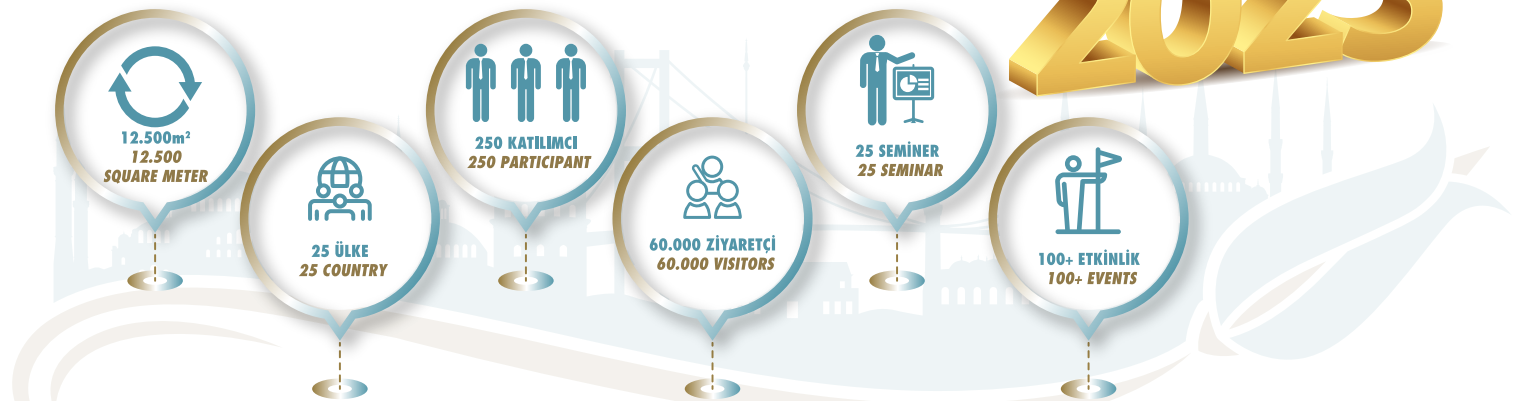 2023
12.500m²
12.500
SQUARE METER
25 ÜLKE
25 COUNTRY
250 KATILIMCI
250 PARTICIPANT
60.000 ZİYARETÇİ
60.000 VISITORS
25 SEMİNER
25 SEMINAR
100+ ETKİNLİK
100+ EVENTS